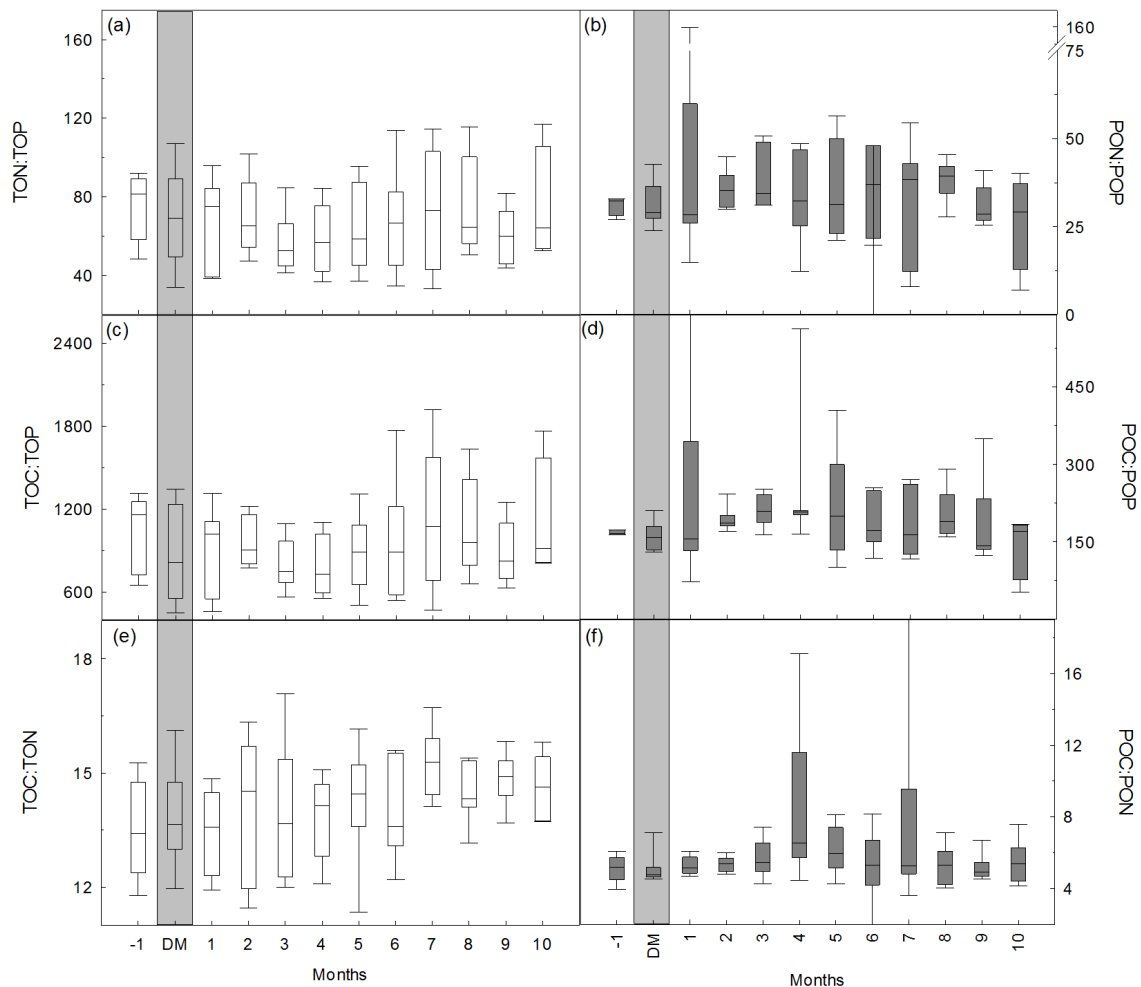 (a)
160
120
80
40
TON:TOP
(b)
160
75
50
25
0
PON:POP
(c)
2400
1800
1200
600
TOC:TOP
(d)
450
300
150
POC:POP
(e)
18
15
12
TOC:TON
(f)
16
12
8
4
POC:PON
-1 DM 1 2 3 4 5 6 7 8 9 10
Months
-1 DM 1 2 3 4 5 6 7 8 9 10
Months